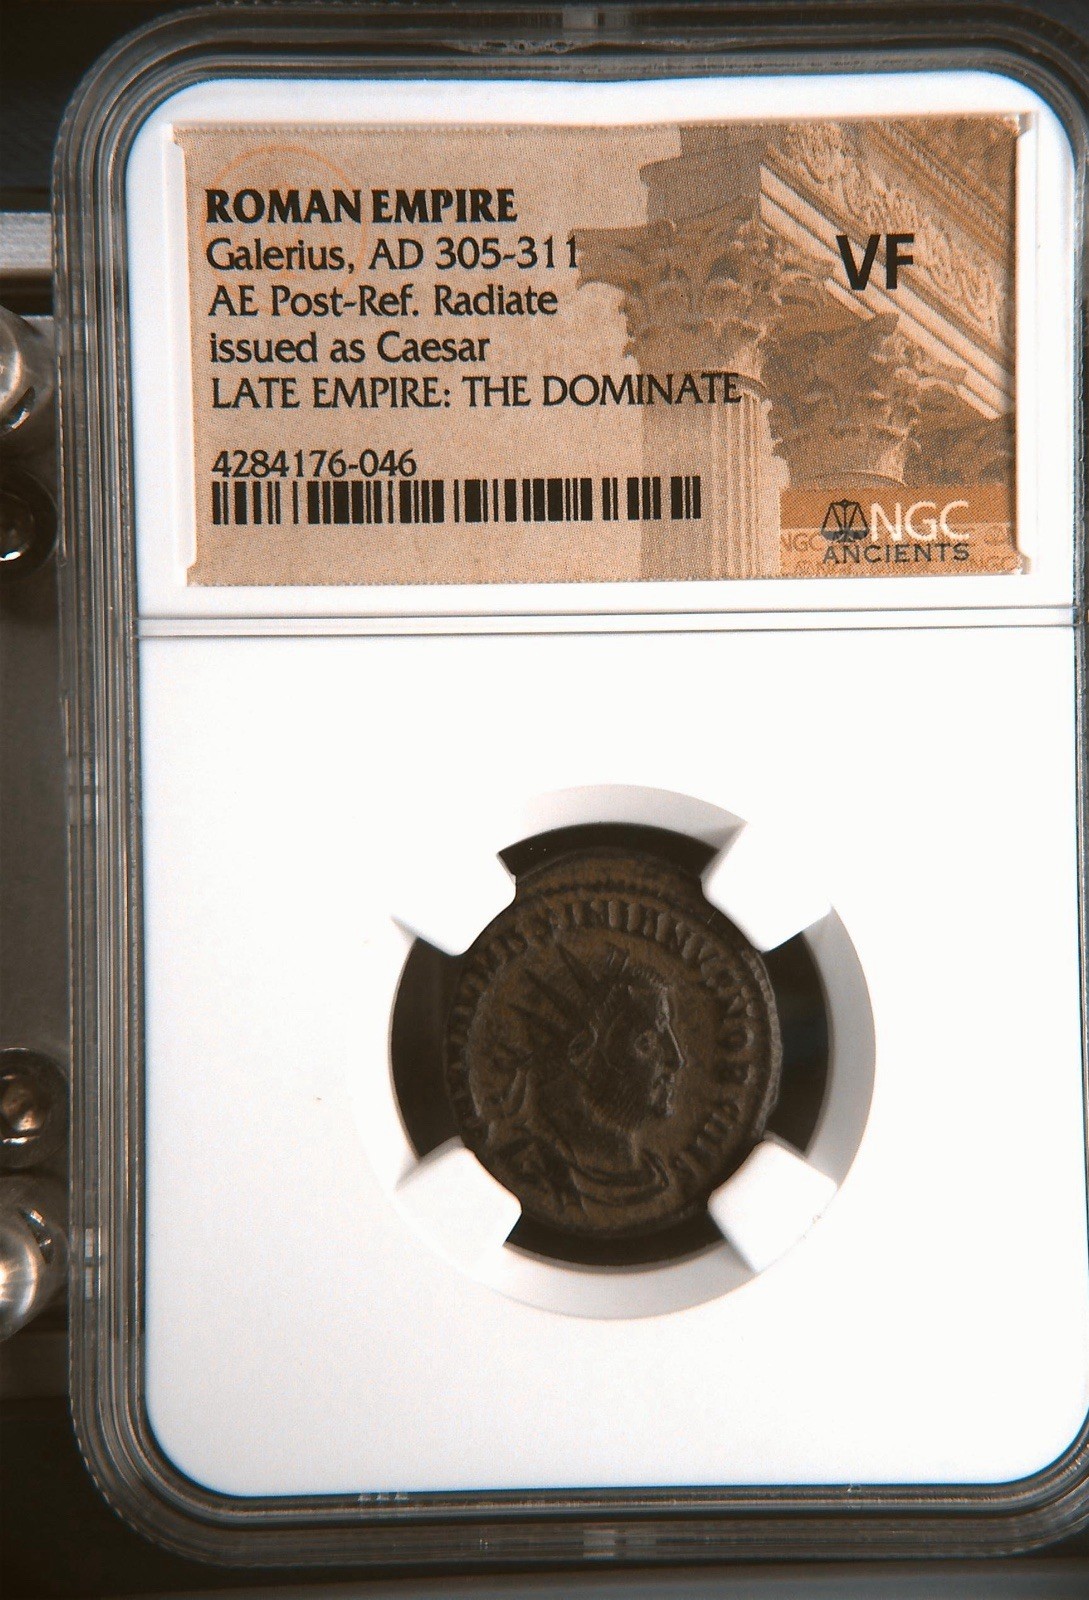 ROMAN EMPIRE
Galerius, AD 305-311
AE Post-Ref. Radiate
issued as Caesar
LATE EMPIRE: THE DOMINATE
4284176-046
VF
NGC
ANCIENTS